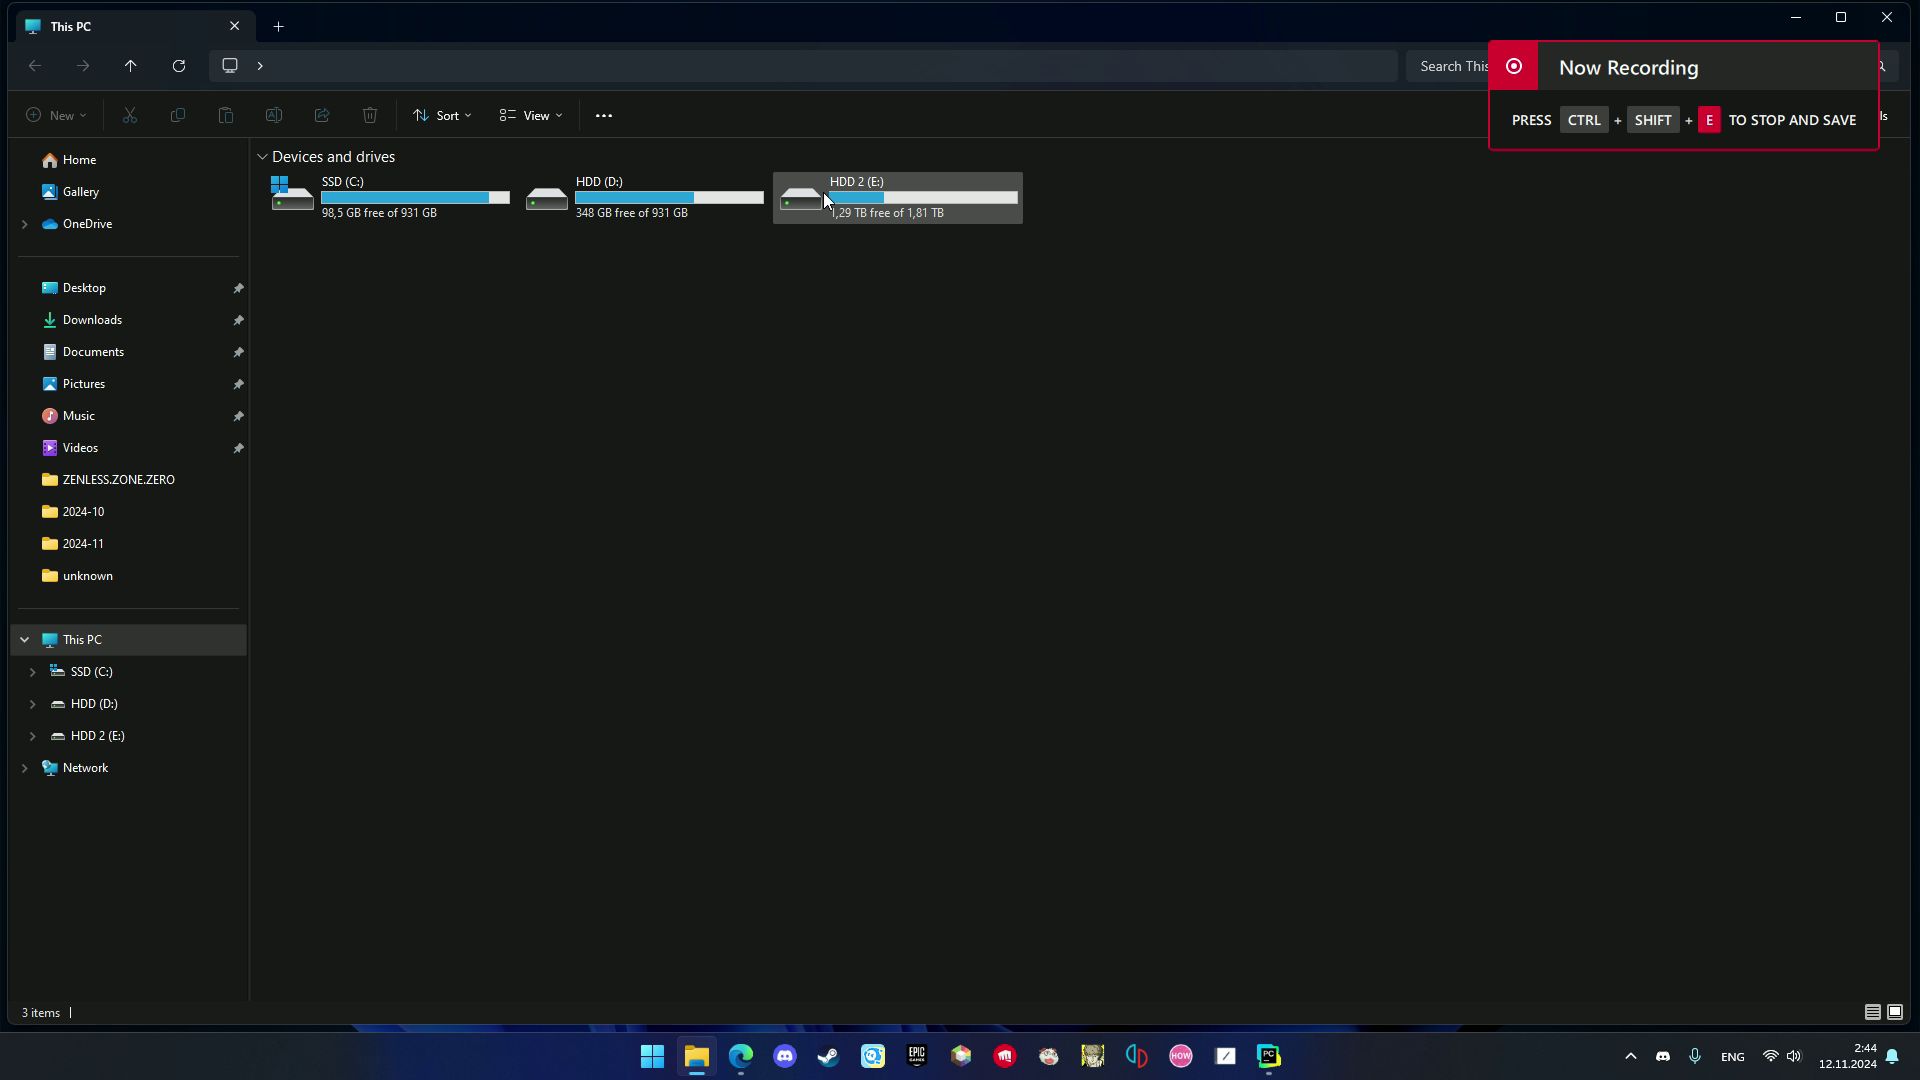 This PC
Search This
Now Recording
PRESS CTRL + SHIFT + E TO STOP AND SAVE
New
Sort
View
Home
Gallery
OneDrive
Desktop
Downloads
Documents
Pictures
Music
Videos
ZENLESS.ZONE.ZERO
2024-10
2024-11
unknown
This PC
SSD (C:)
HDD (D:)
HDD 2 (E:)
Network
Devices and drives
SSD (C:)
98,5 GB free of 931 GB
HDD (D:)
348 GB free of 931 GB
HDD 2 (E:)
1,29 TB free of 1,81 TB
3 items
EPIC GAMES
HOW
PC
ENG
2:44
12.11.2024